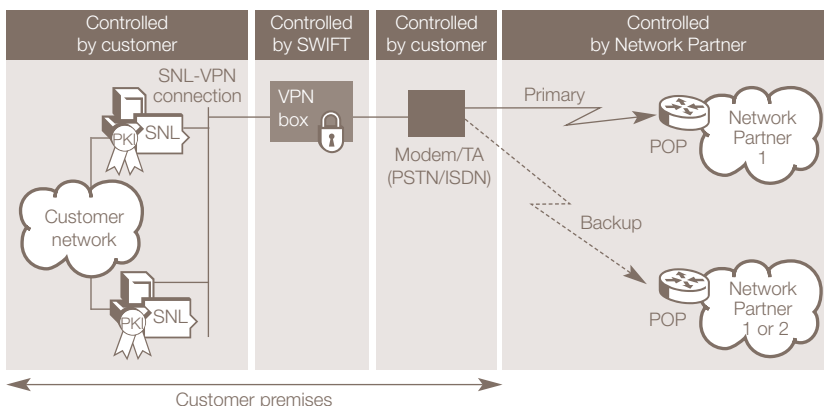 Controlled
by customer
Controlled
by SWIFT
Controlled
by customer
Controlled
by Network Partner
SNL-VPN
connection
PKI
SNL
Customer
network
PKI
SNL
VPN
box
Modem/TA
(PSTN/ISDN)
Primary
POP
Network
Partner
1
Backup
POP
Network
Partner
1 or 2
Customer premises